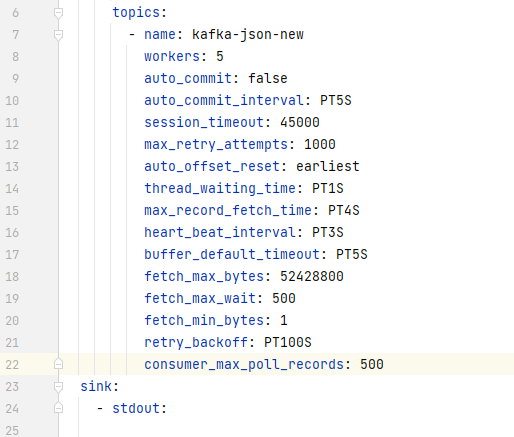 6 topics:
7 - name: kafka-json-new
8 workers: 5
9 auto_commit: false
10 auto_commit_interval: PT5S
11 session_timeout: 45000
12 max_retry_attempts: 1000
13 auto_offset_reset: earliest
14 thread_waiting_time: PT1S
15 max_record_fetch_time: PT4S
16 heart_beat_interval: PT3S
17 buffer_default_timeout: PT5S
18 fetch_max_bytes: 52428800
19 fetch_max_wait: 500
20 fetch_min_bytes: 1
21 retry_backoff: PT100S
22 consumer_max_poll_records: 500
23 sink:
24 - stdout:
25